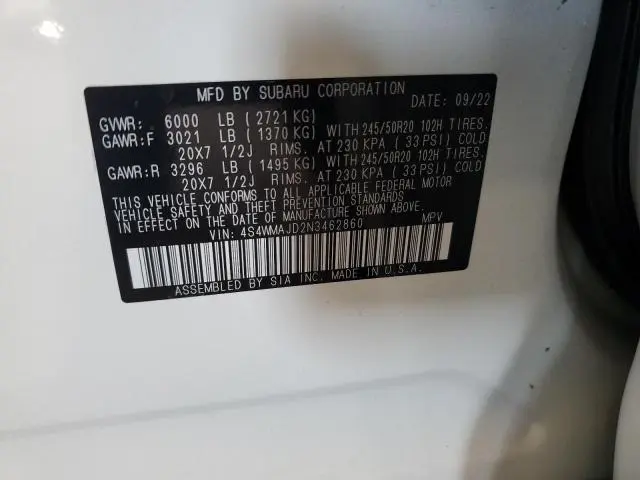 MFD BY SUBARU CORPORATION DATE: 09/22
GVWR: 6000 LB (2721 KG)
GAWR:F 3021 LB (1370 KG) WITH 245/50R20 102H TIRES.
20X7 1/2J RIMS. AT 230 KPA (33 PSI) COLD
GAWR:R 3296 LB (1495 KG) WITH 245/50R20 102H TIRES.
20X7 1/2J RIMS. AT 230 KPA (33 PSI) COLD
THIS VEHICLE CONFORMS TO ALL APPLICABLE FEDERAL MOTOR
VEHICLE SAFETY AND THEFT PREVENTION STANDARDS
IN EFFECT ON THE DATE OF MANUFACTURE SHOWN ABOVE.
VIN: 4S4WMAJD2N3462860 MPV
ASSEMBLED BY SIA INC. MADE IN U.S.A.